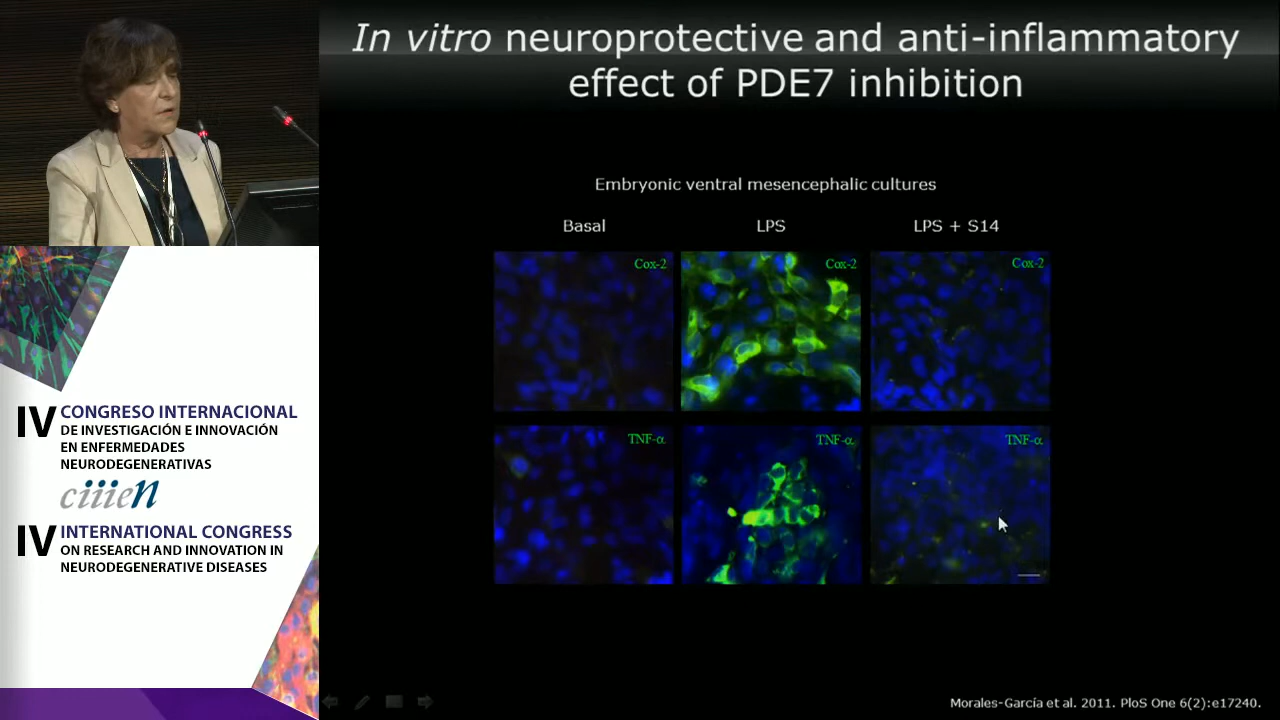 In vitro neuroprotective and anti-inflammatory
effect of PDE7 inhibition
Embryonic ventral mesencephalic cultures
Basal
LPS
LPS + S14
Cox-2
Cox-2
Cox-2
TNF-α
TNF-α
TNF-α
Morales-García et al. 2011. PloS One 6(2):e17240.
IV CONGRESO INTERNACIONAL
DE INVESTIGACIÓN E INNOVACIÓN
EN ENFERMEDADES
NEURODEGENERATIVAS
ciiien
IV INTERNATIONAL CONGRESS
ON RESEARCH AND INNOVATION IN
NEURODEGENERATIVE DISEASES